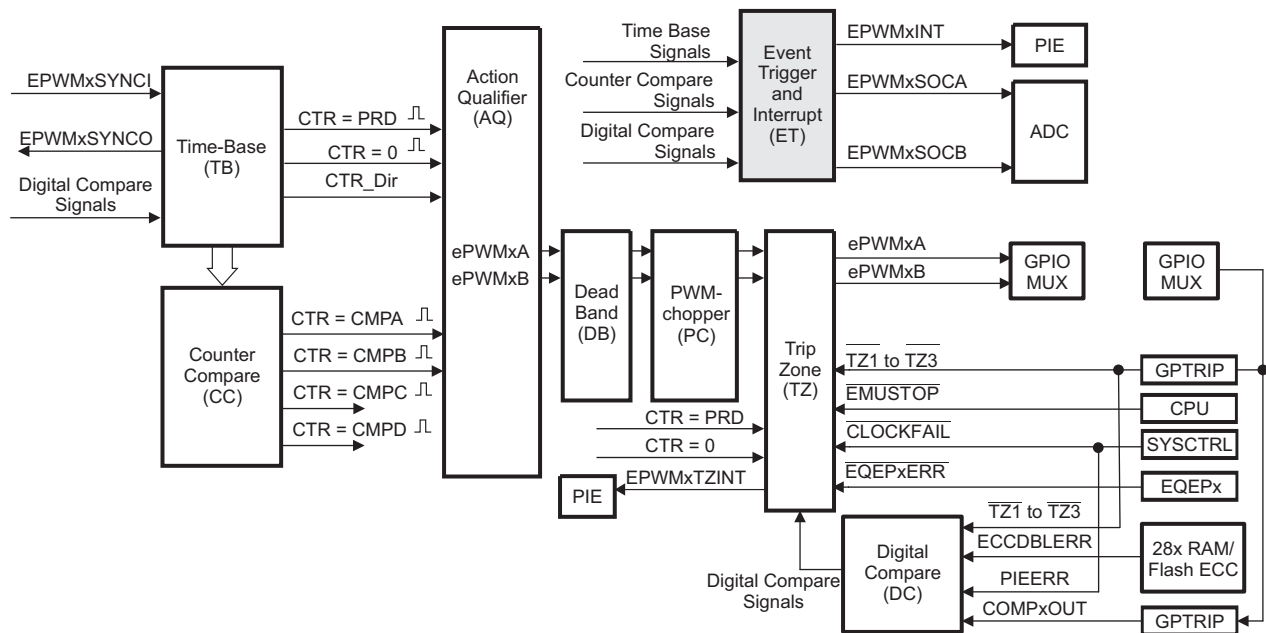 EPWMxSYNCI
EPWMxSYNCO
Digital Compare
Signals
Time-Base
(TB)
CTR = PRD
CTR = 0
CTR_Dir
Counter
Compare
(CC)
CTR = CMPA
CTR = CMPB
CTR = CMPC
CTR = CMPD
Action
Qualifier
(AQ)
ePWMxA
ePWMxB
Time Base
Signals
Counter Compare
Signals
Digital Compare
Signals
Event
Trigger
and
Interrupt
(ET)
EPWMxINT
EPWMxSOCA
EPWMxSOCB
PIE
ADC
Dead
Band
(DB)
PWM-
chopper
(PC)
Trip
Zone
(TZ)
ePWMxA
ePWMxB
GPIO
MUX
GPIO
MUX
TZ1 to TZ3
EMUSTOP
CLOCKFAIL
EQEPxERR
GPTRIP
CPU
SYSCTRL
EQEPx
CTR = PRD
CTR = 0
EPWMxTZINT
PIE
Digital Compare
Signals
Digital
Compare
(DC)
TZ1 to TZ3
ECCDBLERR
PIEERR
COMPxOUT
28x RAM/
Flash ECC
GPTRIP